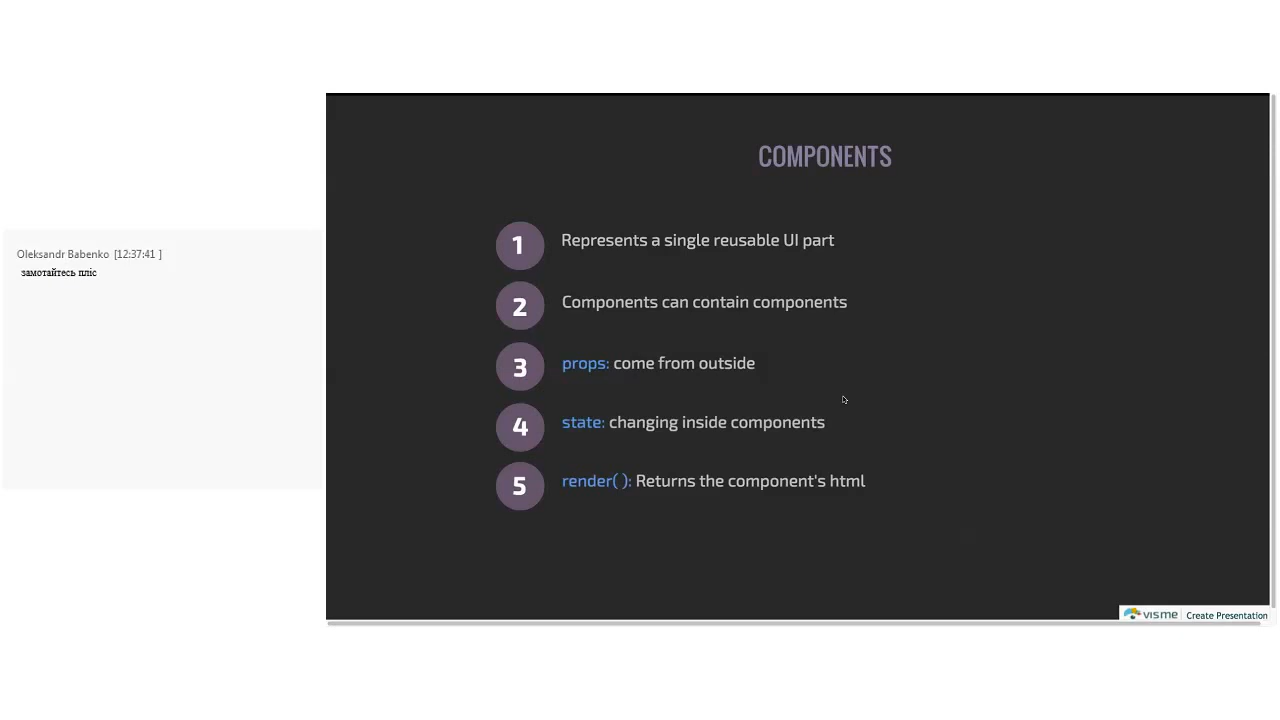 Oleksandr Babenko [12:37:41 ]
замотайтесь пліс
COMPONENTS
1 Represents a single reusable UI part
2 Components can contain components
3 props: come from outside
4 state: changing inside components
5 render( ): Returns the component's html
visme Create Presentation